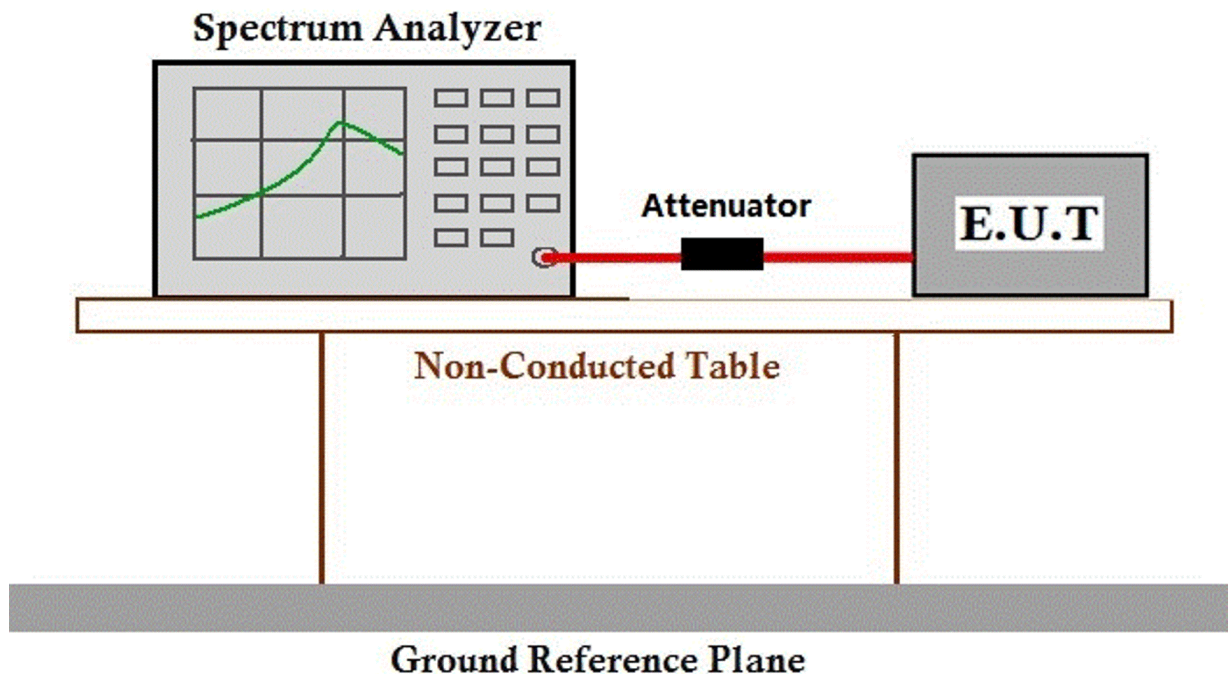 Spectrum Analyzer
Attenuator
E.U.T
Non-Conducted Table
Ground Reference Plane